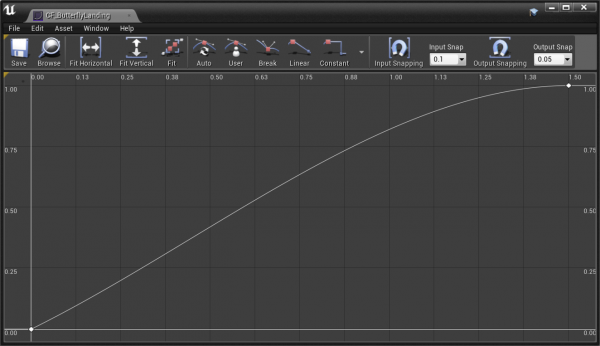 CF_ButterflyLanding
File Edit Asset Window Help
Save Browse Fit Horizontal Fit Vertical Fit Auto User Break Linear Constant Input Snapping Input Snap 0.1 Output Snapping Output Snap 0.05
0.00 0.13 0.25 0.38 0.50 0.63 0.75 0.88 1.00 1.13 1.25 1.38 1.50
1.00 1.00
0.75 0.75
0.50 0.50
0.25 0.25
0.00 0.00